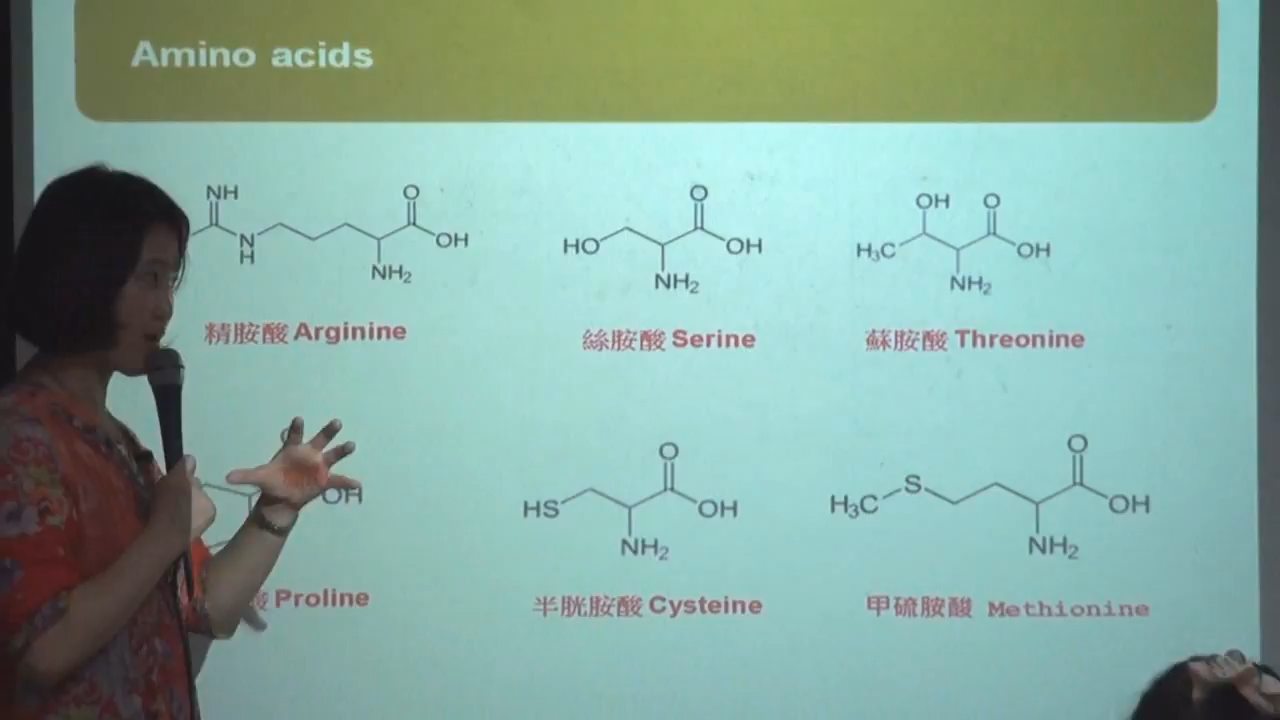 Amino acids
NH
O
N
H
OH
NH₂
O
HO
OH
NH₂
OH
O
H₃C
OH
NH₂
精胺酸 Arginine
絲胺酸 Serine
蘇胺酸 Threonine
OH
O
HS
OH
NH₂
O
S
H₃C
OH
NH₂
酸 Proline
半胱胺酸 Cysteine
甲硫胺酸 Methionine